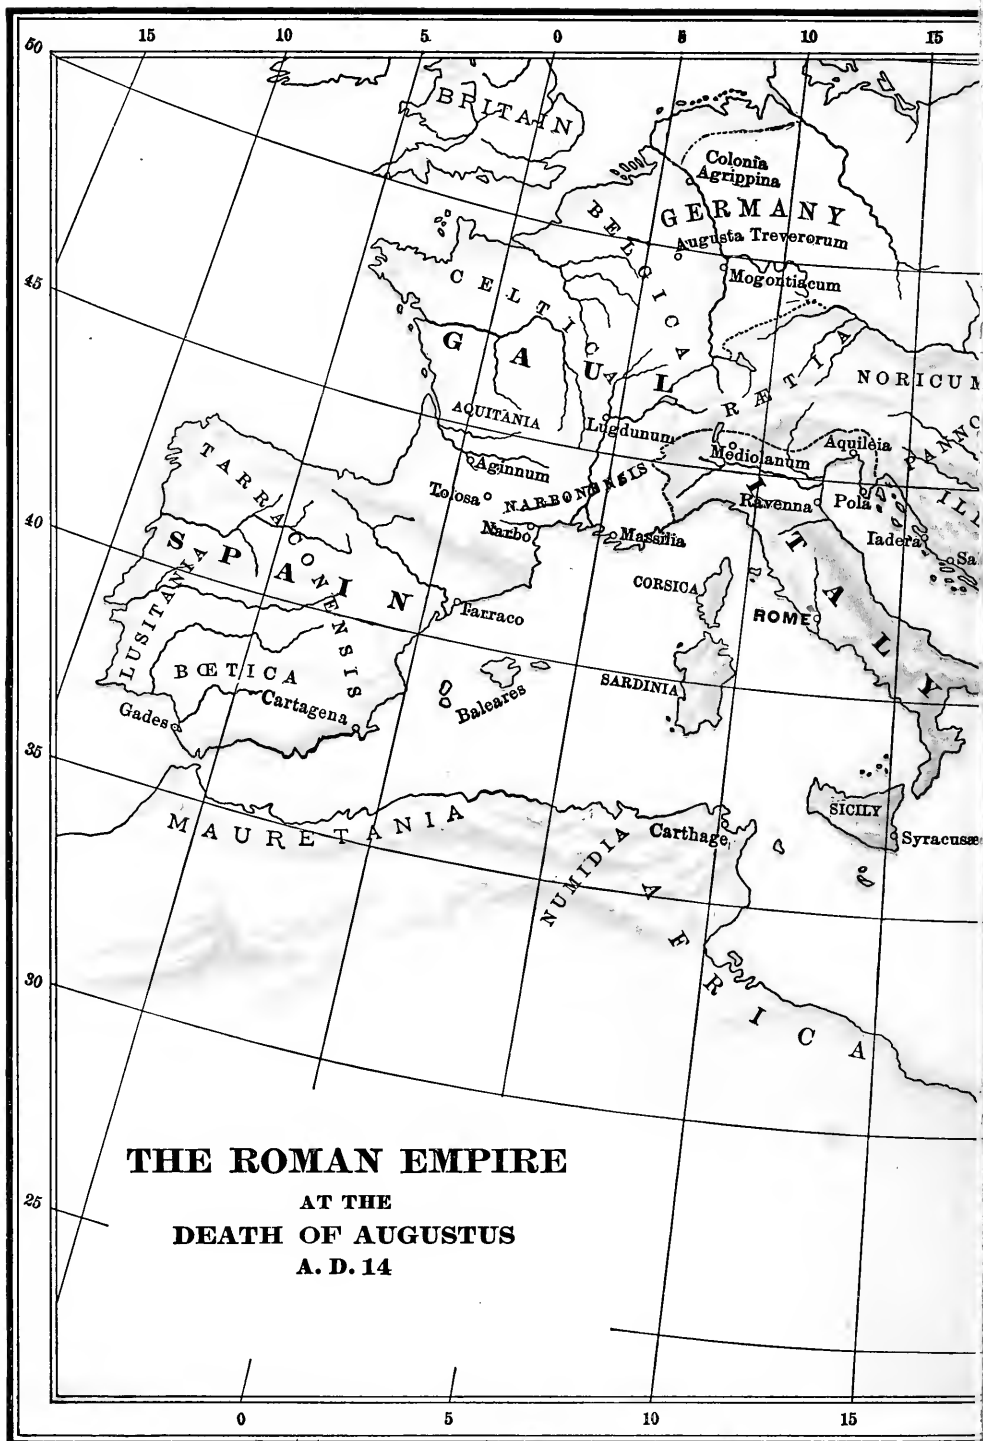 15 10 5 0 5 10 15
50
BRITAIN
Colonia
Agrippina
GERMANY
BELGICA
Augusta Treverorum
Mogontiacum
45
CELTICA
GAUL
RÆTIA
NORICUM
AQUITANIA
Lugdunum
Mediolanum
Aquileia
PANNO
Aginnum
Tolosa
NARBONENSIS
ITALY
Ravenna
Pola
ILL
TARRACONENSIS
Narbo
Massilia
Iadera
Sa
40
SPAIN
LUSITANIA
CORSICA
ROME
Tarraco
BŒTICA
SARDINIA
Baleares
Gades
Cartagena
35
MAURETANIA
NUMIDIA
Carthage
SICILY
Syracusæ
AFRICA
30
THE ROMAN EMPIRE
AT THE
DEATH OF AUGUSTUS
A. D. 14
25
0 5 10 15